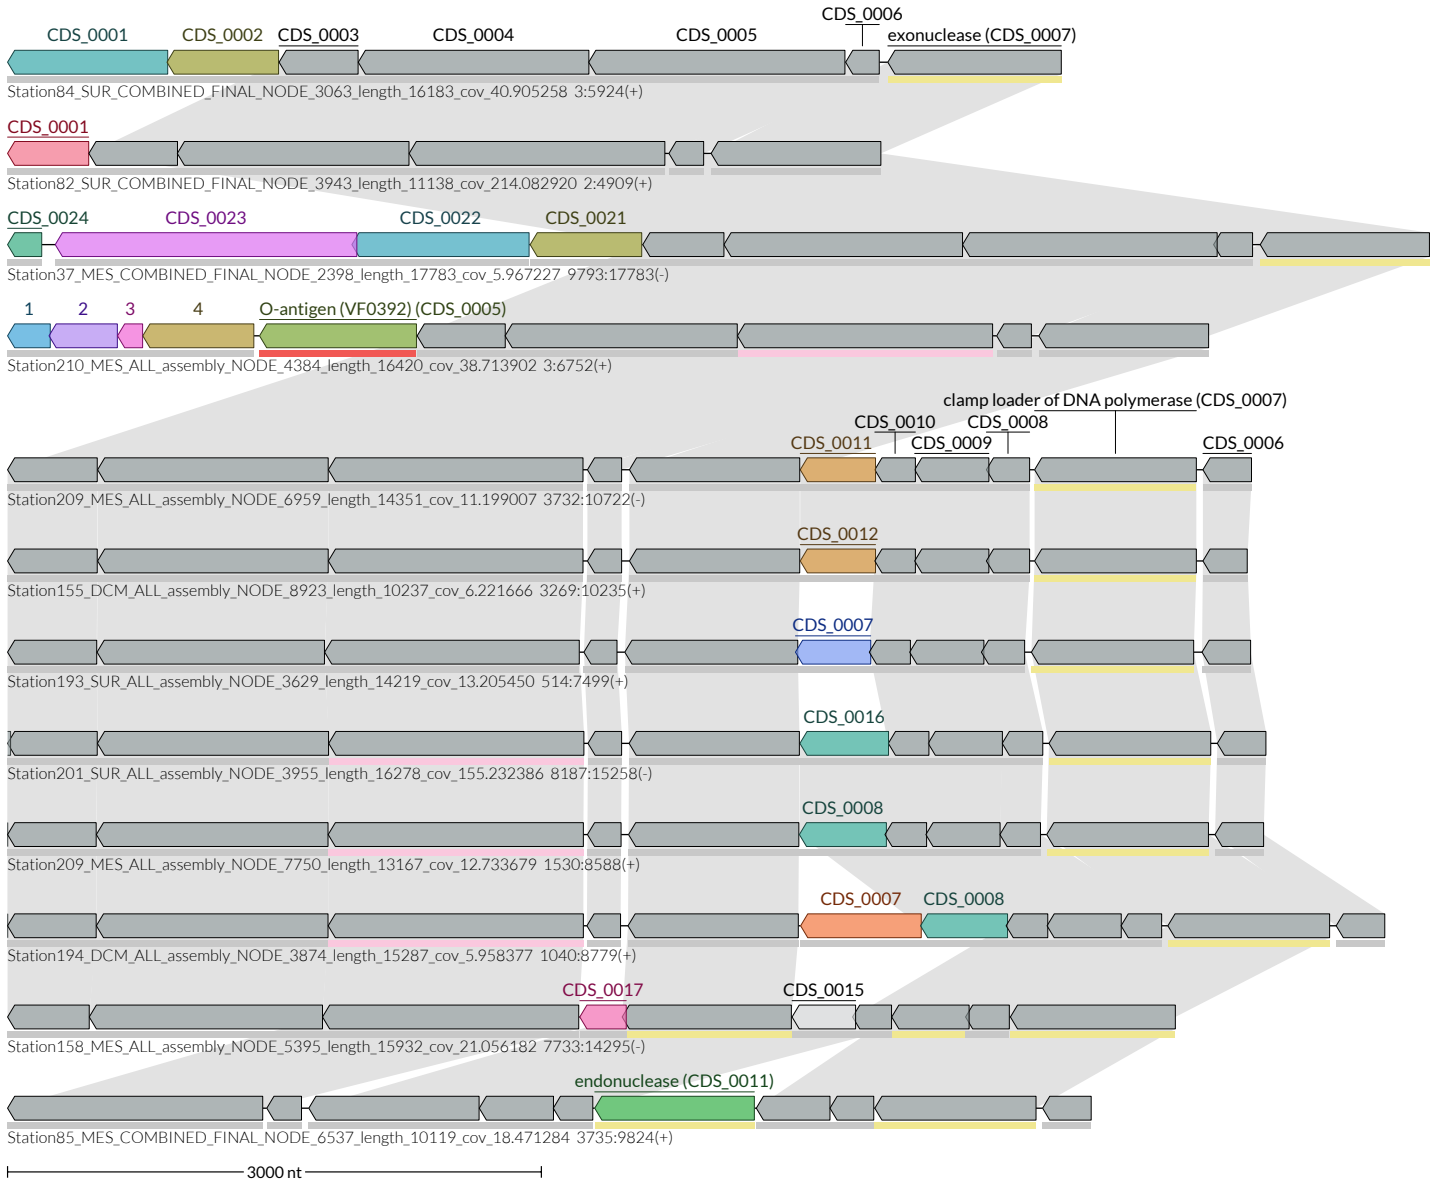 CDS_0006
CDS_0001 CDS_0002 CDS_0003 CDS_0004 CDS_0005 exonuclease (CDS_0007)
Station84_SUR_COMBINED_FINAL_NODE_3063_length_16183_cov_40.905258 3:5924(+)
CDS_0001
Station82_SUR_COMBINED_FINAL_NODE_3943_length_11138_cov_214.082920 2:4909(+)
CDS_0024 CDS_0023 CDS_0022 CDS_0021
Station37_MES_COMBINED_FINAL_NODE_2398_length_17783_cov_5.967227 9793:17783(-)
1 2 3 4 O-antigen (VF0392) (CDS_0005)
Station210_MES_ALL_assembly_NODE_4384_length_16420_cov_38.713902 3:6752(+)
clamp loader of DNA polymerase (CDS_0007)
CDS_0010 CDS_0008
CDS_0011 CDS_0009 CDS_0006
Station209_MES_ALL_assembly_NODE_6959_length_14351_cov_11.199007 3732:10722(-)
CDS_0012
Station155_DCM_ALL_assembly_NODE_8923_length_10237_cov_6.221666 3269:10235(+)
CDS_0007
Station193_SUR_ALL_assembly_NODE_3629_length_14219_cov_13.205450 514:7499(+)
CDS_0016
Station201_SUR_ALL_assembly_NODE_3955_length_16278_cov_155.232386 8187:15258(-)
CDS_0008
Station209_MES_ALL_assembly_NODE_7750_length_13167_cov_12.733679 1530:8588(+)
CDS_0007 CDS_0008
Station194_DCM_ALL_assembly_NODE_3874_length_15287_cov_5.958377 1040:8779(+)
CDS_0017 CDS_0015
Station158_MES_ALL_assembly_NODE_5395_length_15932_cov_21.056182 7733:14295(-)
endonuclease (CDS_0011)
Station85_MES_COMBINED_FINAL_NODE_6537_length_10119_cov_18.471284 3735:9824(+)
3000 nt